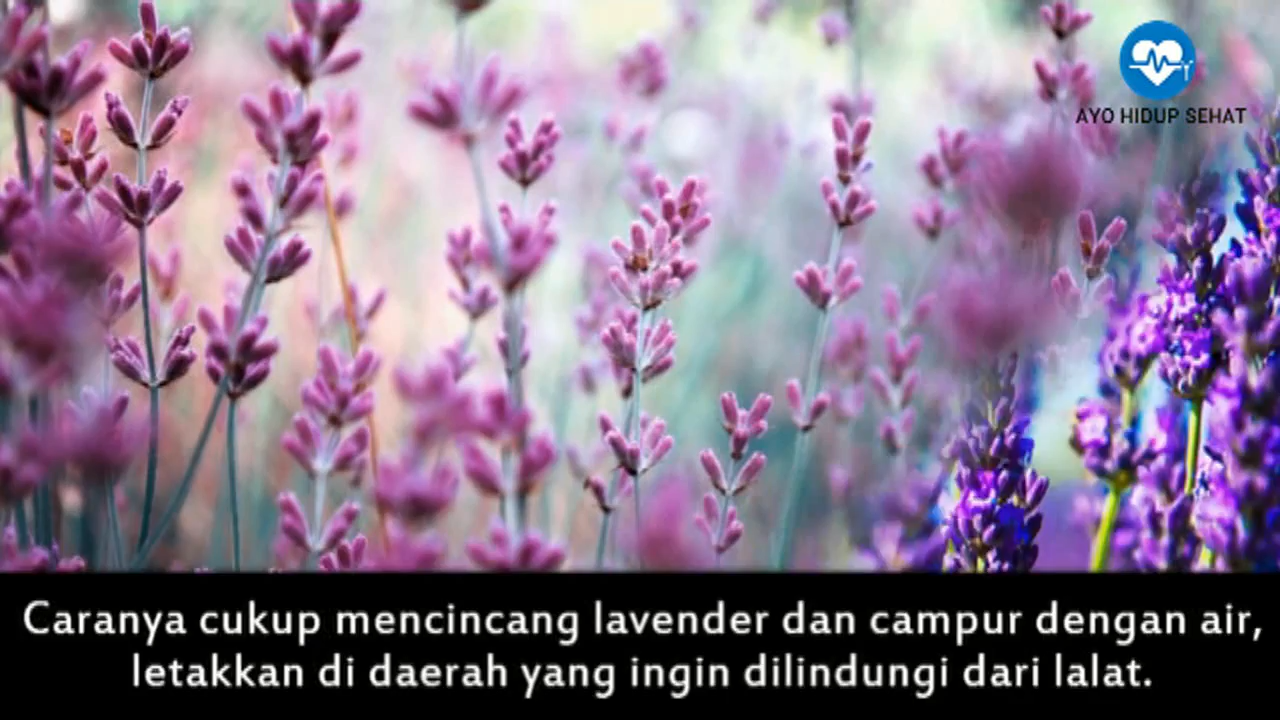 AYO HIDUP SEHAT
Caranya cukup mencincang lavender dan campur dengan air,
letakkan di daerah yang ingin dilindungi dari lalat.